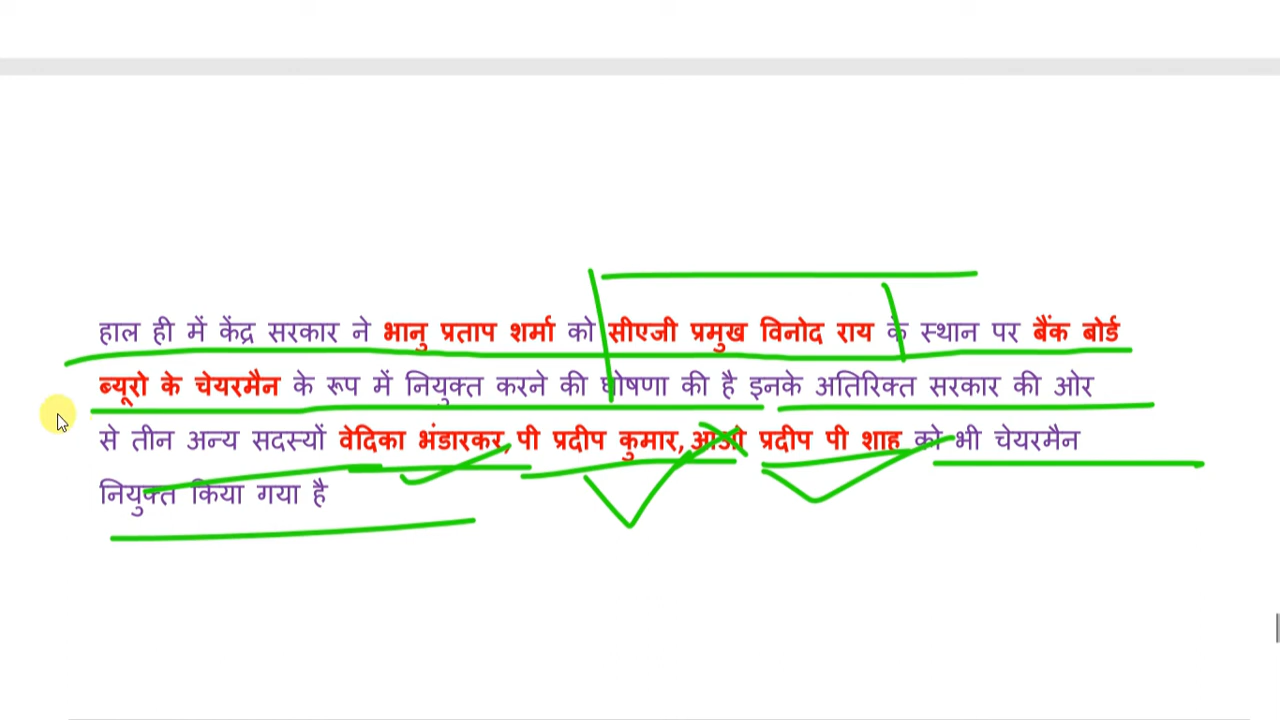 हाल ही में केंद्र सरकार ने भानु प्रताप शर्मा को सीएजी प्रमुख विनोद राय के स्थान पर बैंक बोर्ड
ब्यूरो के चेयरमैन के रूप में नियुक्त करने की घोषणा की है इनके अतिरिक्त सरकार की ओर
से तीन अन्य सदस्यों वेदिका भंडारकर, पी प्रदीप कुमार, आओ प्रदीप पी शाह को भी चेयरमैन
नियुक्त किया गया है